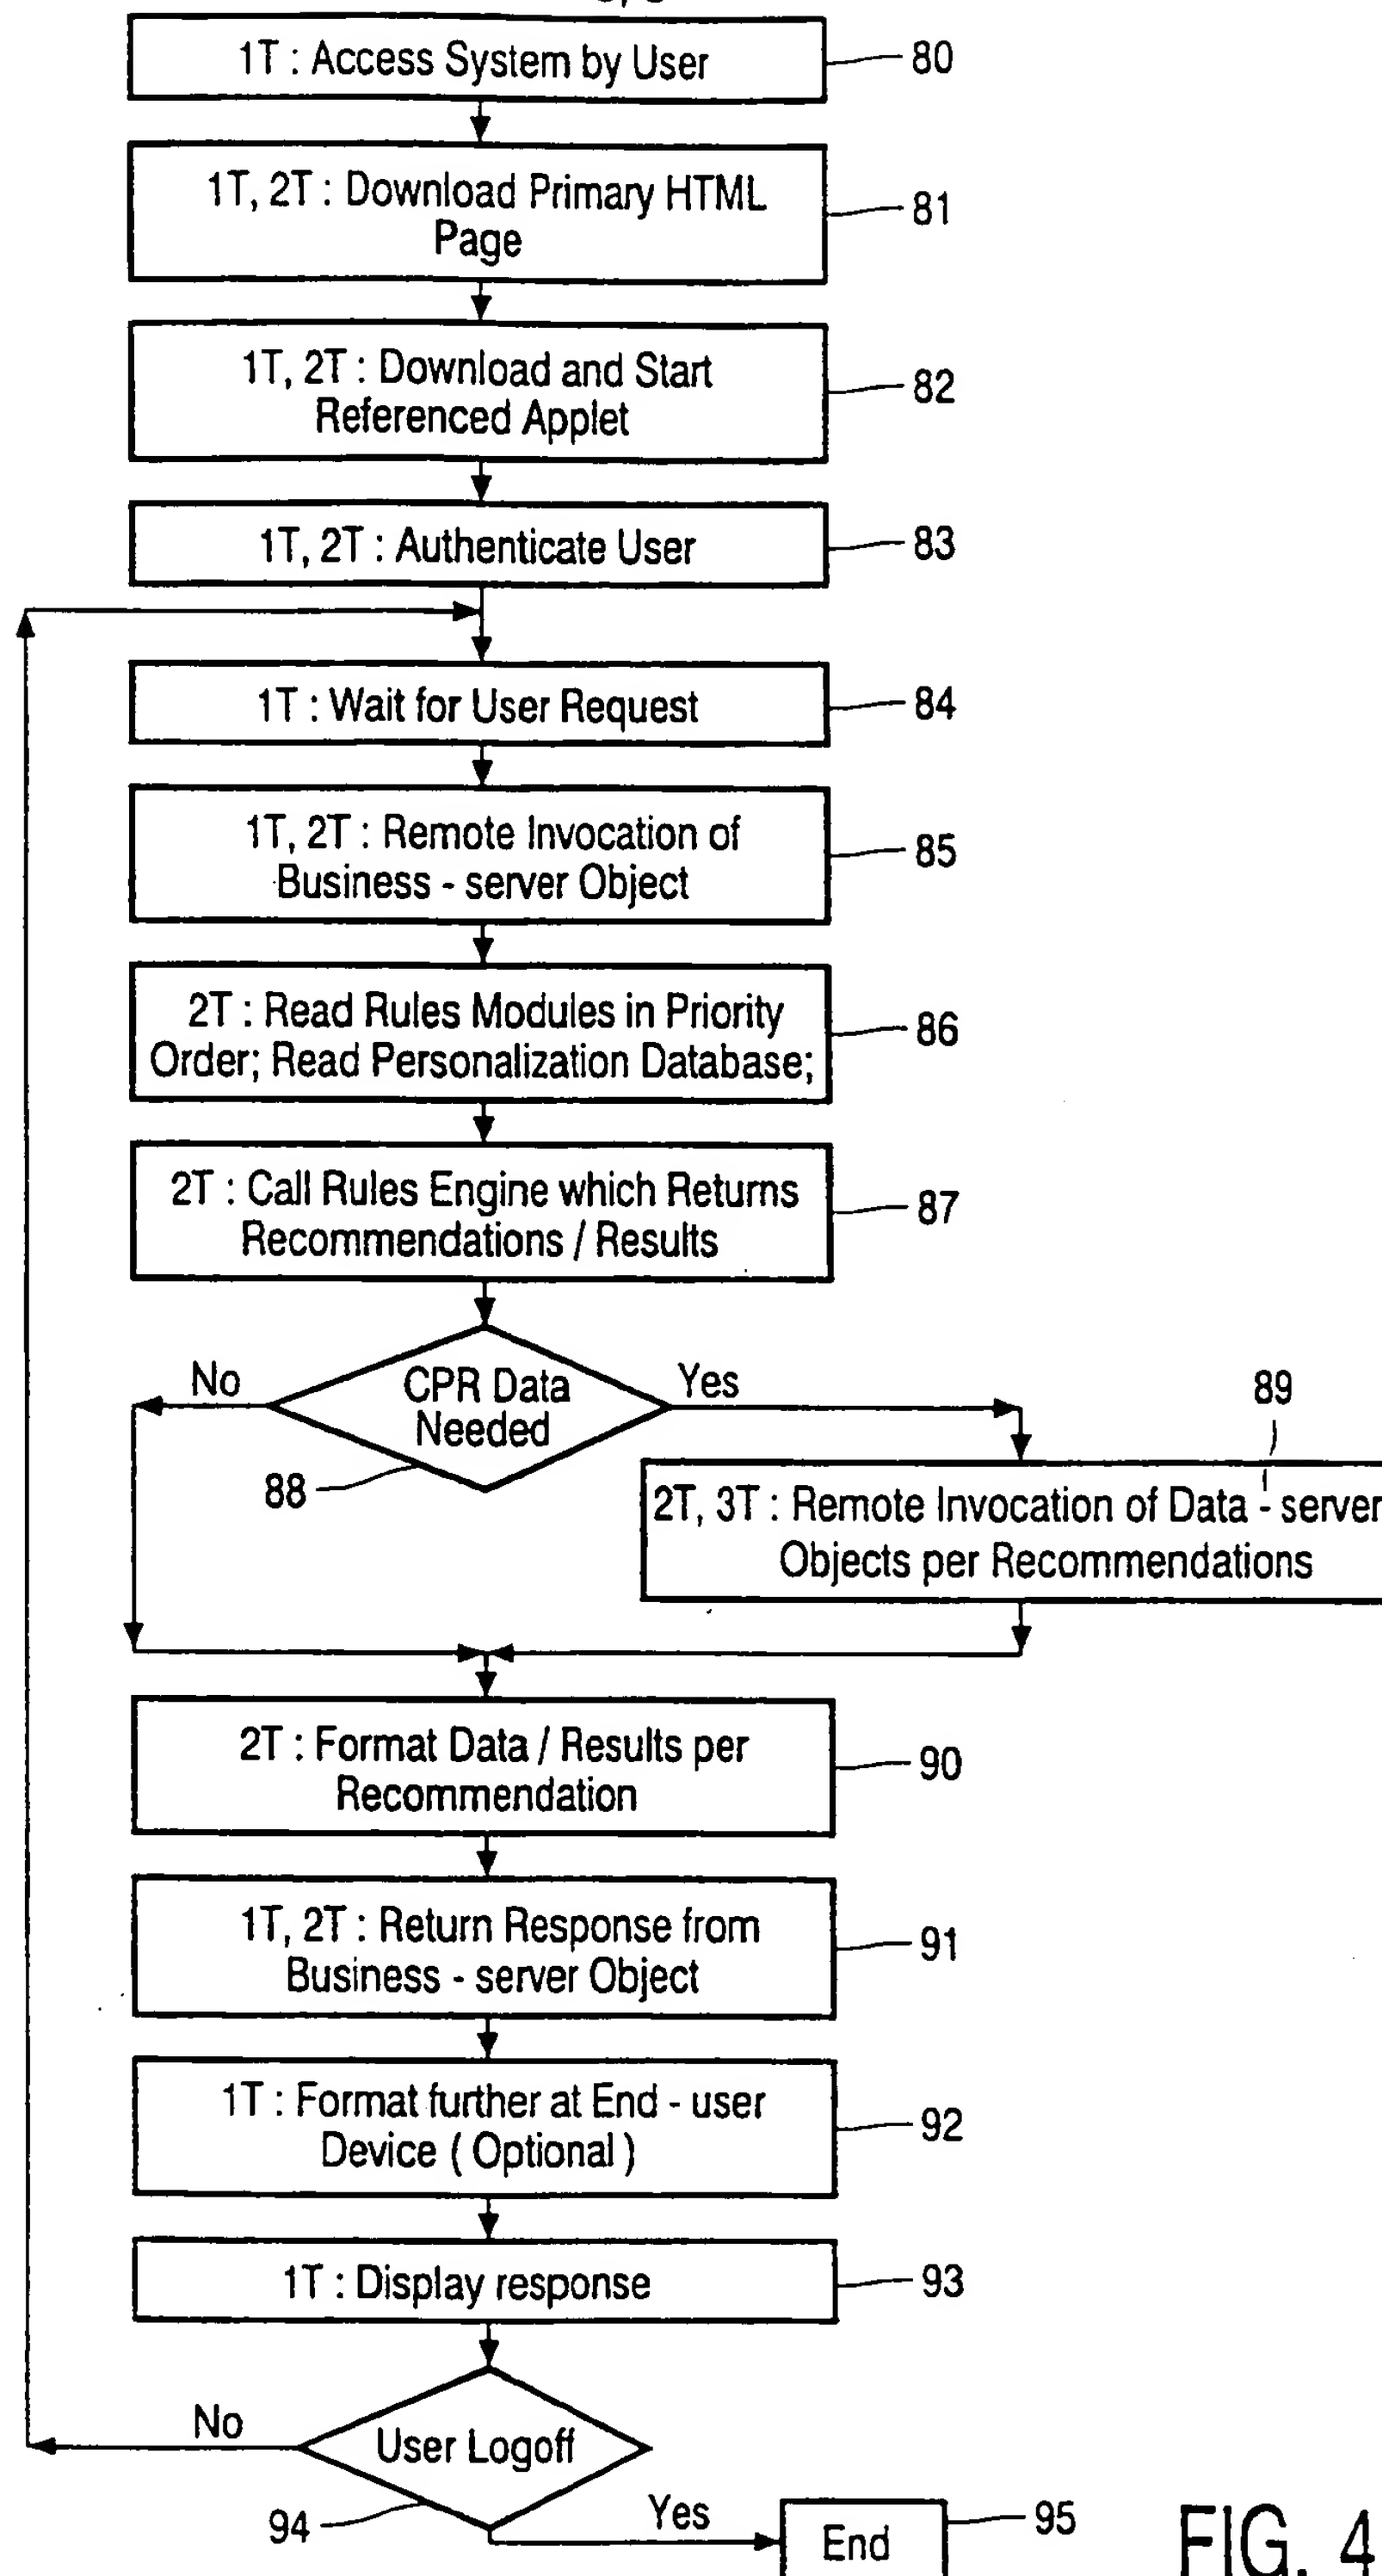 1T : Access System by User
80
1T, 2T : Download Primary HTML
Page
81
1T, 2T : Download and Start
Referenced Applet
82
1T, 2T : Authenticate User
83
1T : Wait for User Request
84
1T, 2T : Remote Invocation of
Business - server Object
85
2T : Read Rules Modules in Priority
Order; Read Personalization Database;
86
2T : Call Rules Engine which Returns
Recommendations / Results
87
CPR Data
Needed
No
Yes
88
89
2T, 3T : Remote Invocation of Data - server
Objects per Recommendations
2T : Format Data / Results per
Recommendation
90
1T, 2T : Return Response from
Business - server Object
91
1T : Format further at End - user
Device ( Optional )
92
1T : Display response
93
User Logoff
No
94
Yes
End
95
FIG. 4